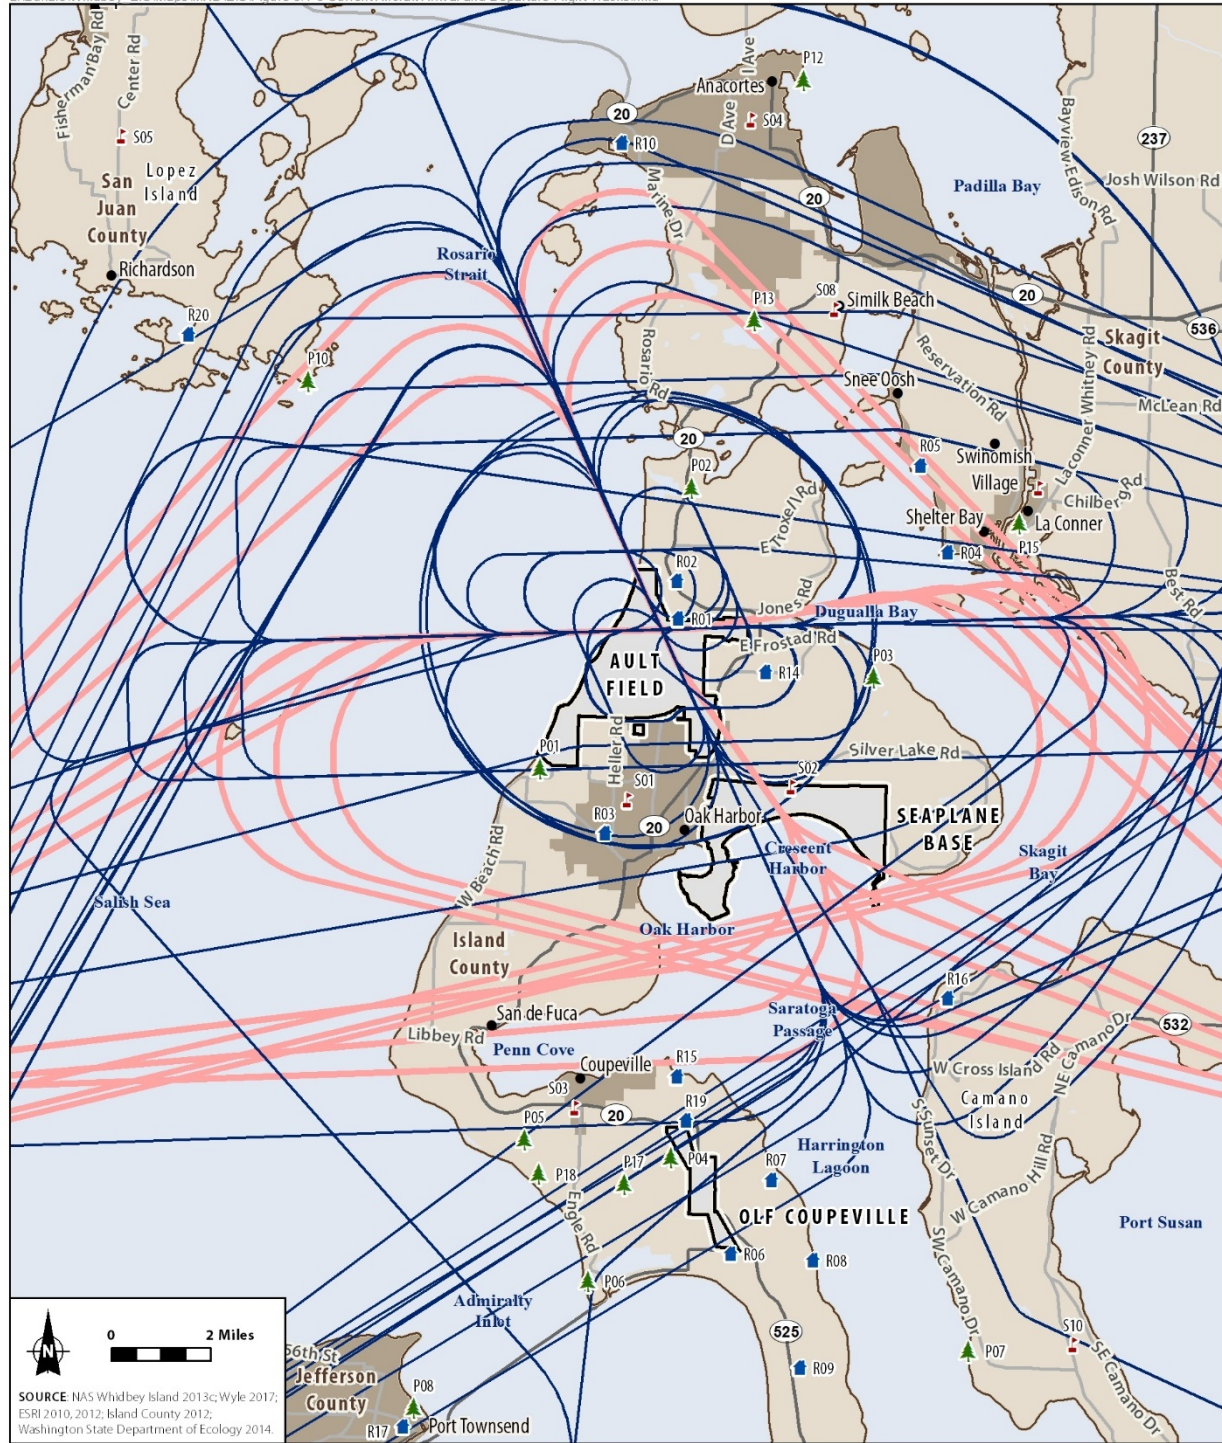 Fisherman Bay Rd
Center Rd
S05
Lopez
Island
San
Juan
County
Richardson
R20
P10
Rosario
Strait
20
R10
Marine Dr
Anacortes
D Ave
I Ave
P12
S04
20
Padilla Bay
Bayview Edison Rd
237
Josh Wilson Rd
P13
S08
Similk Beach
20
536
Skagit
County
Rosario Rd
Snee Oosh
Reservation Rd
Laconner Whitney Rd
McLean Rd
20
P02
R05
Swinomish
Village
Chilberg Rd
La Conner
Shelter Bay
R04
P15
E Troxell Rd
R02
R01
Jones Rd
Dugualla Bay
Best Rd
E Frostad Rd
AULT
FIELD
R14
P03
P01
Heller Rd
S01
R03
20
Oak Harbor
Silver Lake Rd
S02
SEAPLANE
BASE
Crescent
Harbor
Skagit
Bay
W Beach Rd
Salish Sea
Oak Harbor
Island
County
R16
San de Fuca
Libbey Rd
Penn Cove
Saratoga
Passage
532
W Cross Island Rd
NE Camano Dr
Camano
Island
Coupeville
R15
S03
20
R19
P05
P18
P17
P04
R07
Harrington
Lagoon
S Sunset Dr
W Camano Hill Rd
Port Susan
Engle Rd
OLF COUPEVILLE
R06
R08
P06
SW Camano Dr
Admiralty
Inlet
525
S10
R09
P07
SE Camano Dr
N
0 2 Miles
SOURCE: NAS Whidbey Island 2013c; Wyle 2017;
ESRI 2010, 2012; Island County 2012;
Washington State Department of Ecology 2014.
56th St
Jefferson
County
P08
R17
Port Townsend